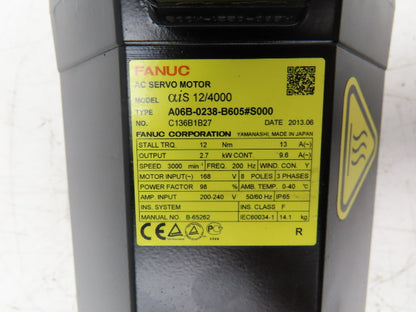 FANUC
AC SERVO MOTOR
MODEL αiS 12/4000
TYPE A06B-0238-B605#S000
NO. C136B1B27 DATE 2013.06
FANUC CORPORATION YAMANASHI, MADE IN JAPAN
STALL TRQ. 12 Nm 13 A(~)
OUTPUT 2.7 kW CONT. 9.6 A(~)
SPEED 3000 min⁻¹ FREQ. 200 Hz WIND. CON. Y
MOTOR INPUT(~) 168 V 8 POLES 3 PHASES
POWER FACTOR 98 % AMB. TEMP. 0-40 °C
AMP. INPUT 200-240 V 50/60 Hz IP65
INS. SYSTEM INS. CLASS F
MANUAL NO. B-65262 IEC60034-1 14.1 kg
CE R